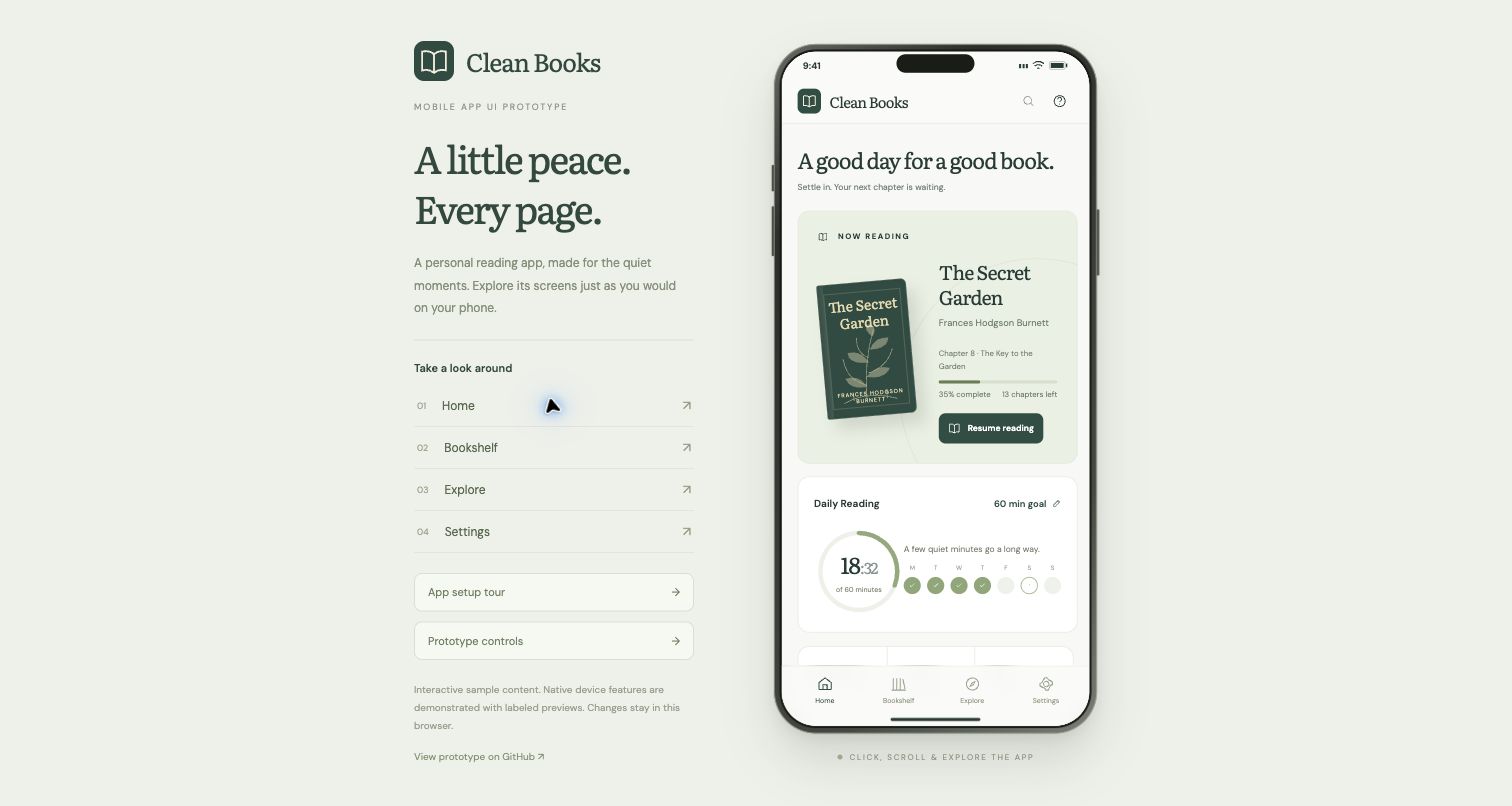 Clean Books
MOBILE APP UI PROTOTYPE
A little peace.
Every page.
A personal reading app, made for the quiet
moments. Explore its screens just as you would
on your phone.
Take a look around
01 Home
02 Bookshelf
03 Explore
04 Settings
App setup tour
Prototype controls
Interactive sample content. Native device features are
demonstrated with labeled previews. Changes stay in this
browser.
View prototype on GitHub
9:41
Clean Books
A good day for a good book.
Settle in. Your next chapter is waiting.
NOW READING
The Secret
Garden
FRANCES HODGSON
BURNETT
The Secret
Garden
Frances Hodgson Burnett
Chapter 8 · The Key to the
Garden
35% complete 13 chapters left
Resume reading
Daily Reading 60 min goal
18:32
of 60 minutes
A few quiet minutes go a long way.
M T W T F S S
Home Bookshelf Explore Settings
CLICK, SCROLL & EXPLORE THE APP